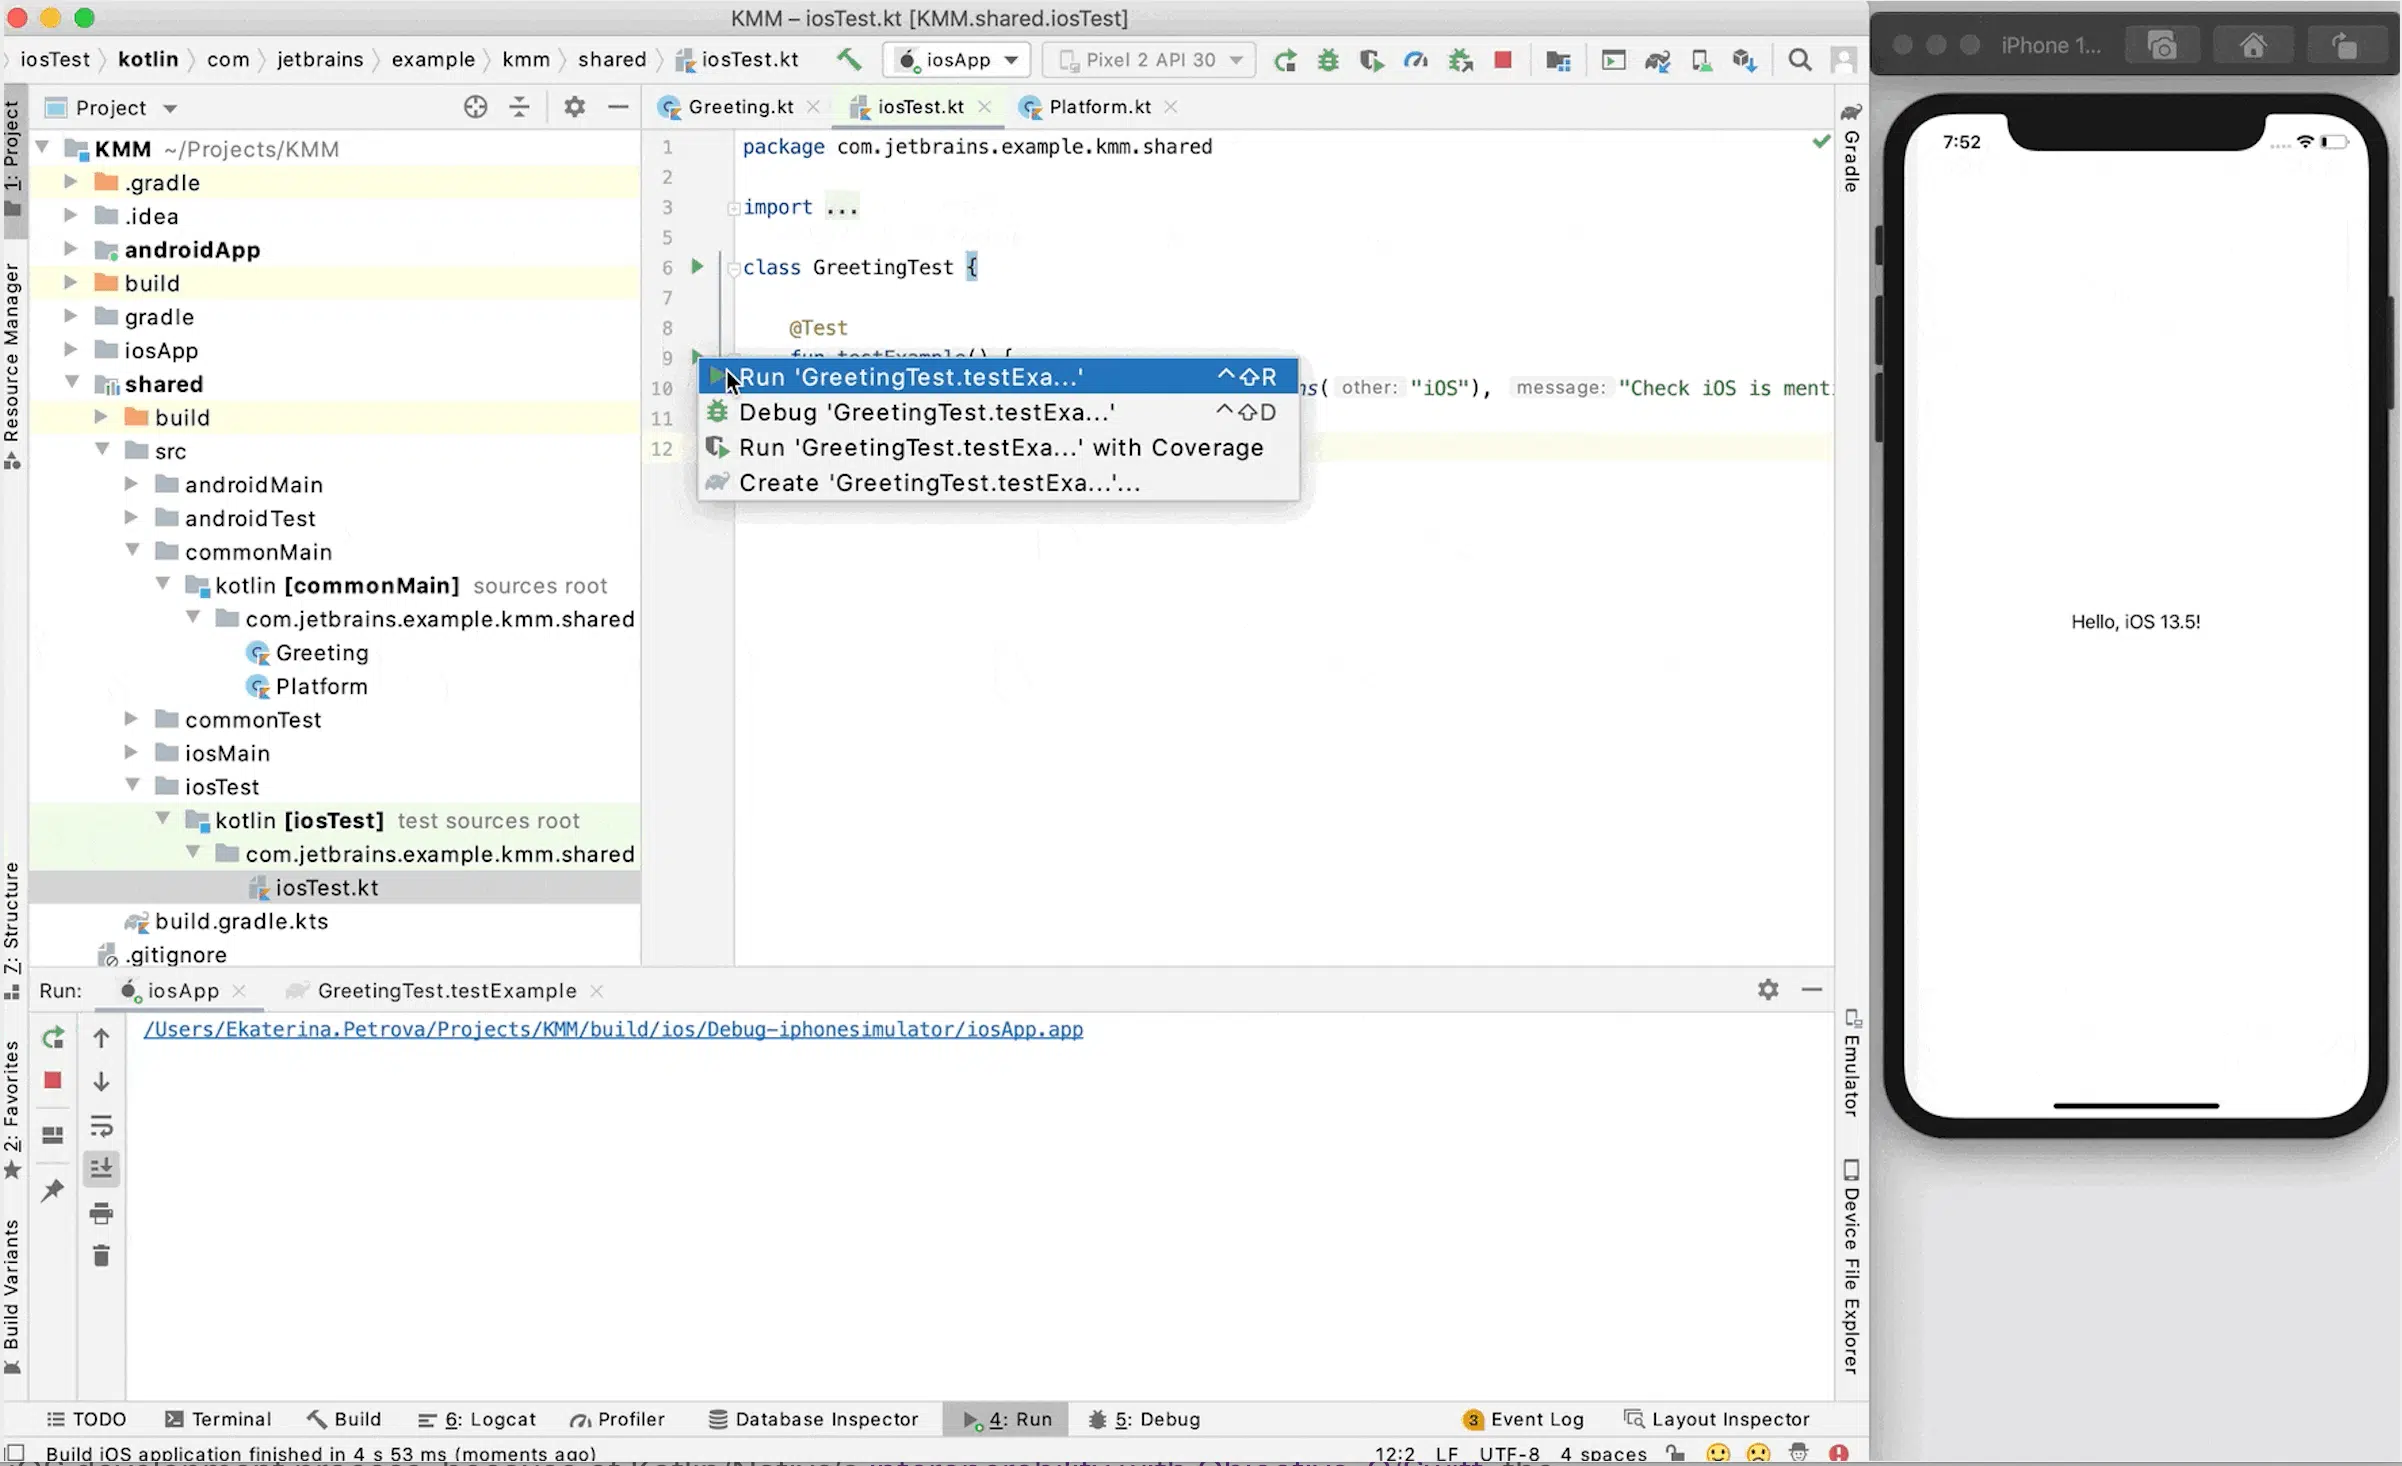 KMM – iosTest.kt [KMM.shared.iosTest]
iosTest kotlin com jetbrains example kmm shared iosTest.kt iosApp Pixel 2 API 30
iPhone 1...
1: Project
Resource Manager
Z: Structure
2: Favorites
Build Variants
Project
KMM ~/Projects/KMM
.gradle
.idea
androidApp
build
gradle
iosApp
shared
build
src
androidMain
androidTest
commonMain
kotlin [commonMain] sources root
com.jetbrains.example.kmm.shared
Greeting
Platform
commonTest
iosMain
iosTest
kotlin [iosTest] test sources root
com.jetbrains.example.kmm.shared
iosTest.kt
build.gradle.kts
.gitignore
Greeting.kt iosTest.kt Platform.kt
1 package com.jetbrains.example.kmm.shared
2
3 import ...
5
6 class GreetingTest {
7
8 @Test
9 fun testExample() {
10 ns( other: "iOS"), message: "Check iOS is menti
11
12
Run 'GreetingTest.testExa...' ^⇧R
Debug 'GreetingTest.testExa...' ^⇧D
Run 'GreetingTest.testExa...' with Coverage
Create 'GreetingTest.testExa...'...
Gradle
Emulator
Device File Explorer
7:52
Hello, iOS 13.5!
Run: iosApp GreetingTest.testExample
/Users/Ekaterina.Petrova/Projects/KMM/build/ios/Debug-iphonesimulator/iosApp.app
TODO Terminal Build 6: Logcat Profiler Database Inspector 4: Run 5: Debug 3 Event Log Layout Inspector
Build iOS application finished in 4 s 53 ms (moments ago) 12:2 LF UTF-8 4 spaces